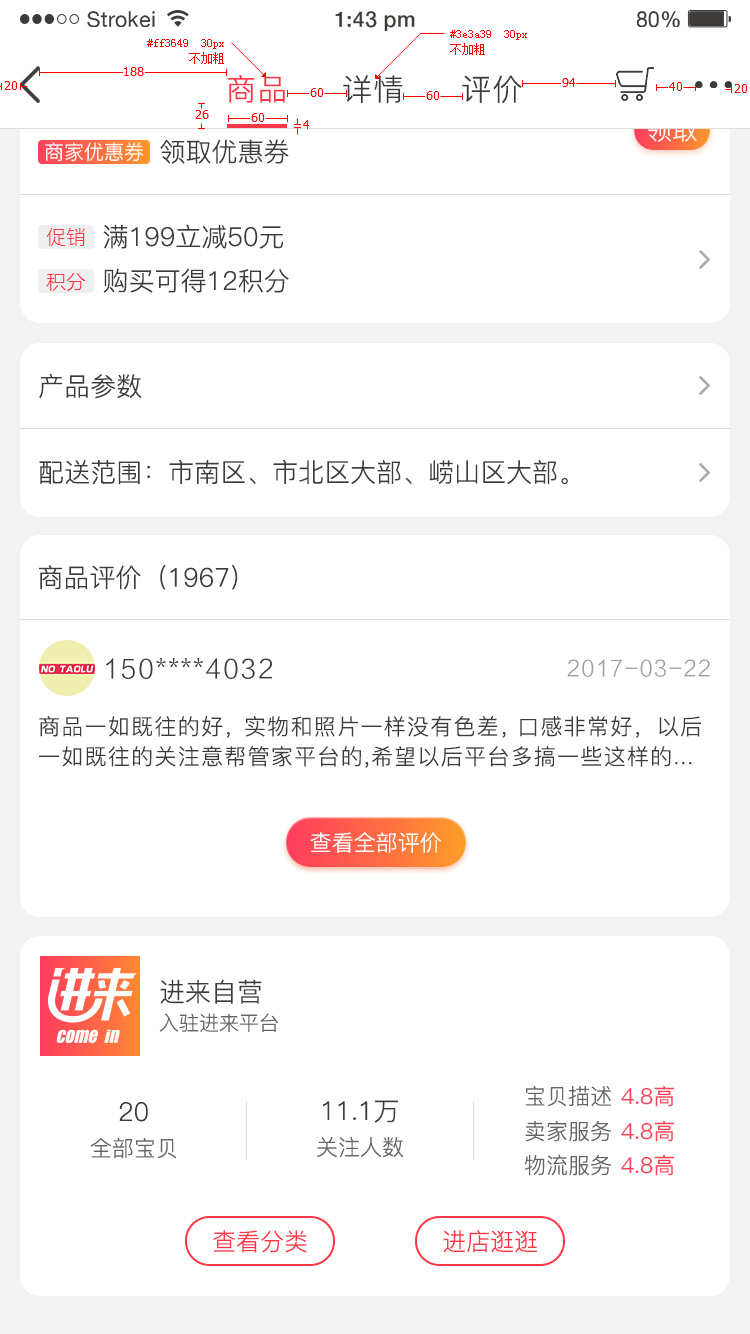 Strokei 1:43 pm 80%
#ff3649 30px
不加粗
#3e3a39 30px
不加粗
20 188 商品 60 详情 60 评价 94 40 20
26 60 4
商家优惠券 领取优惠券 领取
促销 满199立减50元
积分 购买可得12积分
产品参数
配送范围：市南区、市北区大部、崂山区大部。
商品评价（1967）
NO TAOLU 150****4032 2017-03-22
商品一如既往的好, 实物和照片一样没有色差, 口感非常好，以后
一如既往的关注意帮管家平台的,希望以后平台多搞一些这样的...
查看全部评价
进来
come in
进来自营
入驻进来平台
20 11.1万
全部宝贝 关注人数
宝贝描述 4.8高
卖家服务 4.8高
物流服务 4.8高
查看分类 进店逛逛